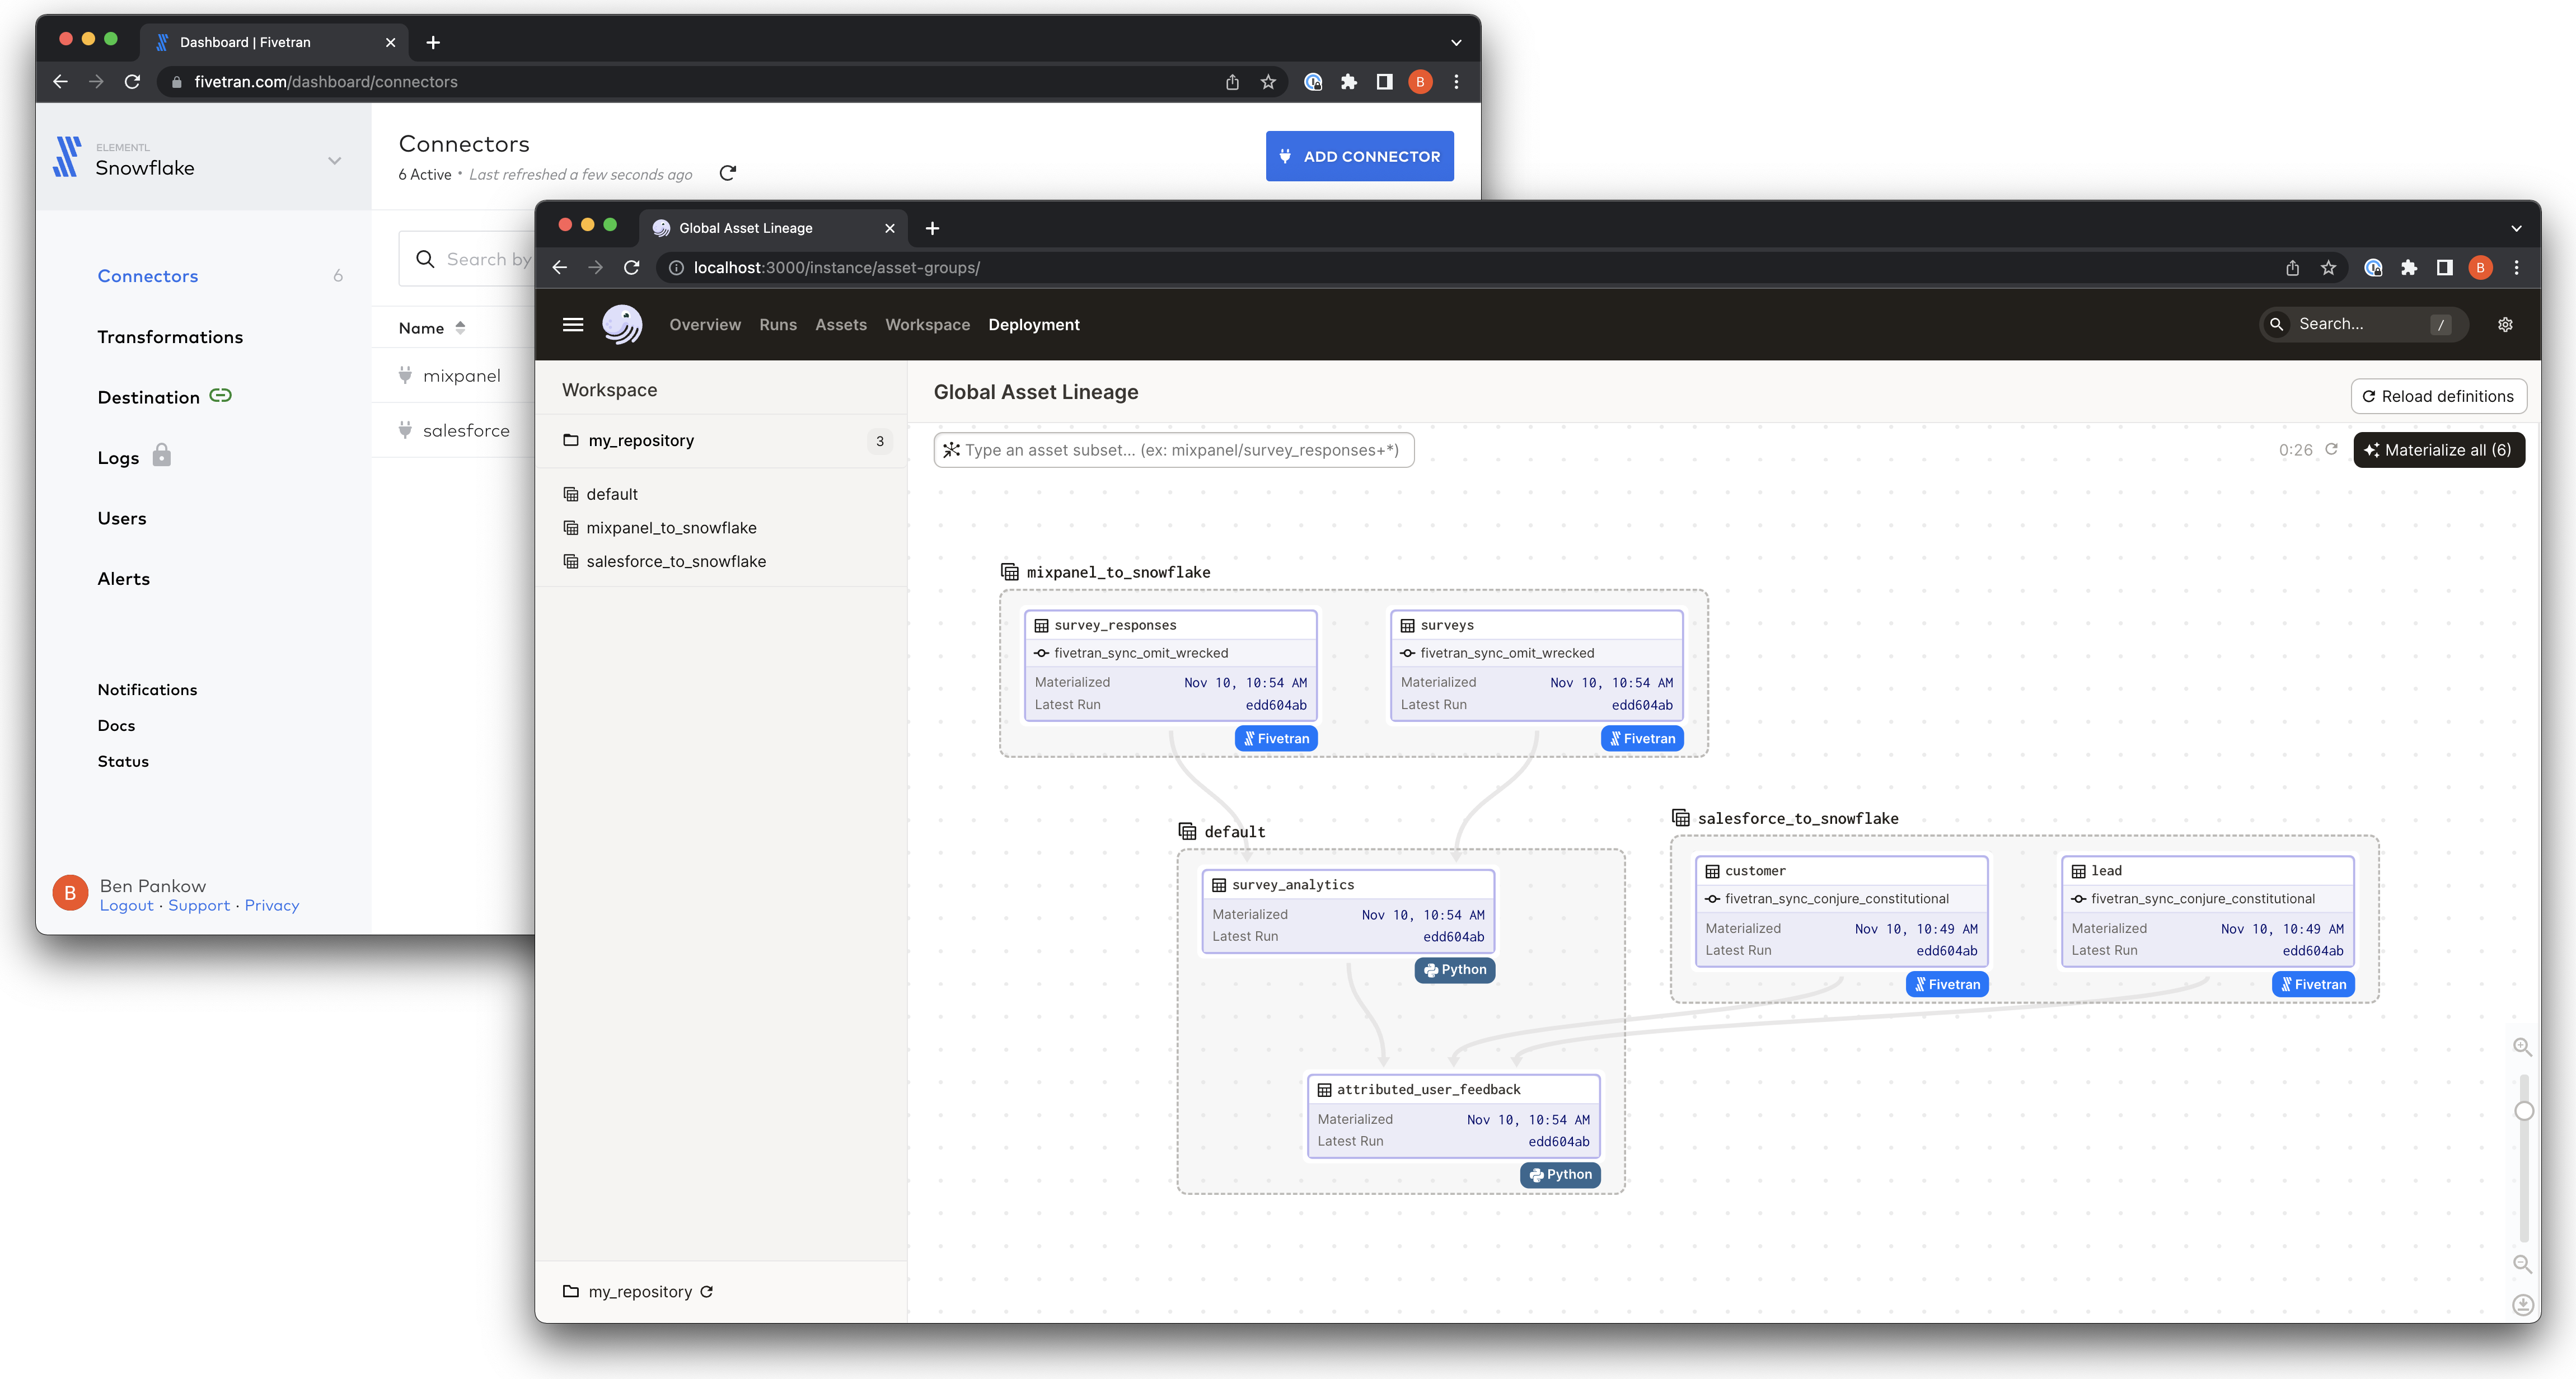 Dashboard | Fivetran
fivetran.com/dashboard/connectors
B
ELEMENTL
Snowflake
Connectors
6 Active • Last refreshed a few seconds ago
ADD CONNECTOR
Connectors 6
Transformations
Destination
Logs
Users
Alerts
Notifications
Docs
Status
B
Ben Pankow
Logout · Support · Privacy
Search by
Name
mixpanel
salesforce
Global Asset Lineage
localhost:3000/instance/asset-groups/
B
Overview Runs Assets Workspace Deployment
Search... /
Workspace
my_repository 3
default
mixpanel_to_snowflake
salesforce_to_snowflake
my_repository
Global Asset Lineage
Reload definitions
Type an asset subset... (ex: mixpanel/survey_responses+*)
0:26
Materialize all (6)
mixpanel_to_snowflake
survey_responses
fivetran_sync_omit_wrecked
Materialized Nov 10, 10:54 AM
Latest Run edd604ab
Fivetran
surveys
fivetran_sync_omit_wrecked
Materialized Nov 10, 10:54 AM
Latest Run edd604ab
Fivetran
default
survey_analytics
Materialized Nov 10, 10:54 AM
Latest Run edd604ab
Python
attributed_user_feedback
Materialized Nov 10, 10:54 AM
Latest Run edd604ab
Python
salesforce_to_snowflake
customer
fivetran_sync_conjure_constitutional
Materialized Nov 10, 10:49 AM
Latest Run edd604ab
Fivetran
lead
fivetran_sync_conjure_constitutional
Materialized Nov 10, 10:49 AM
Latest Run edd604ab
Fivetran